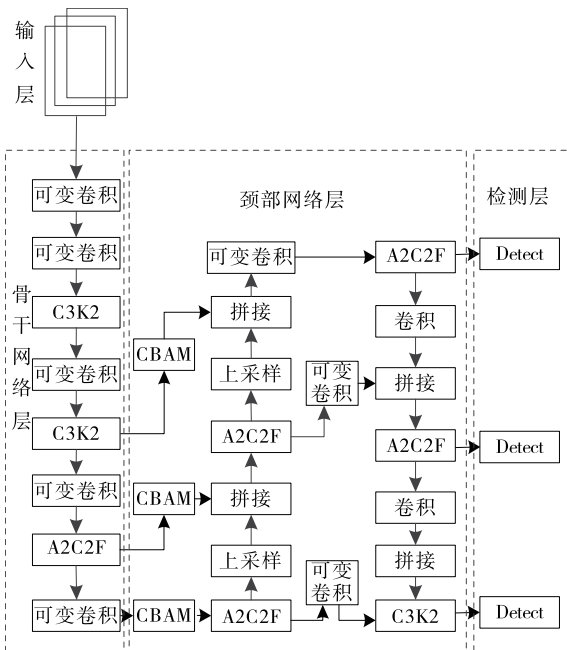 输入层
骨干网络层
可变卷积
可变卷积
C3K2
可变卷积
C3K2
可变卷积
A2C2F
可变卷积
颈部网络层
可变卷积
拼接
CBAM
上采样
A2C2F
CBAM
拼接
上采样
CBAM
A2C2F
可变
卷积
可变
卷积
A2C2F
卷积
拼接
A2C2F
卷积
拼接
C3K2
检测层
Detect
Detect
Detect